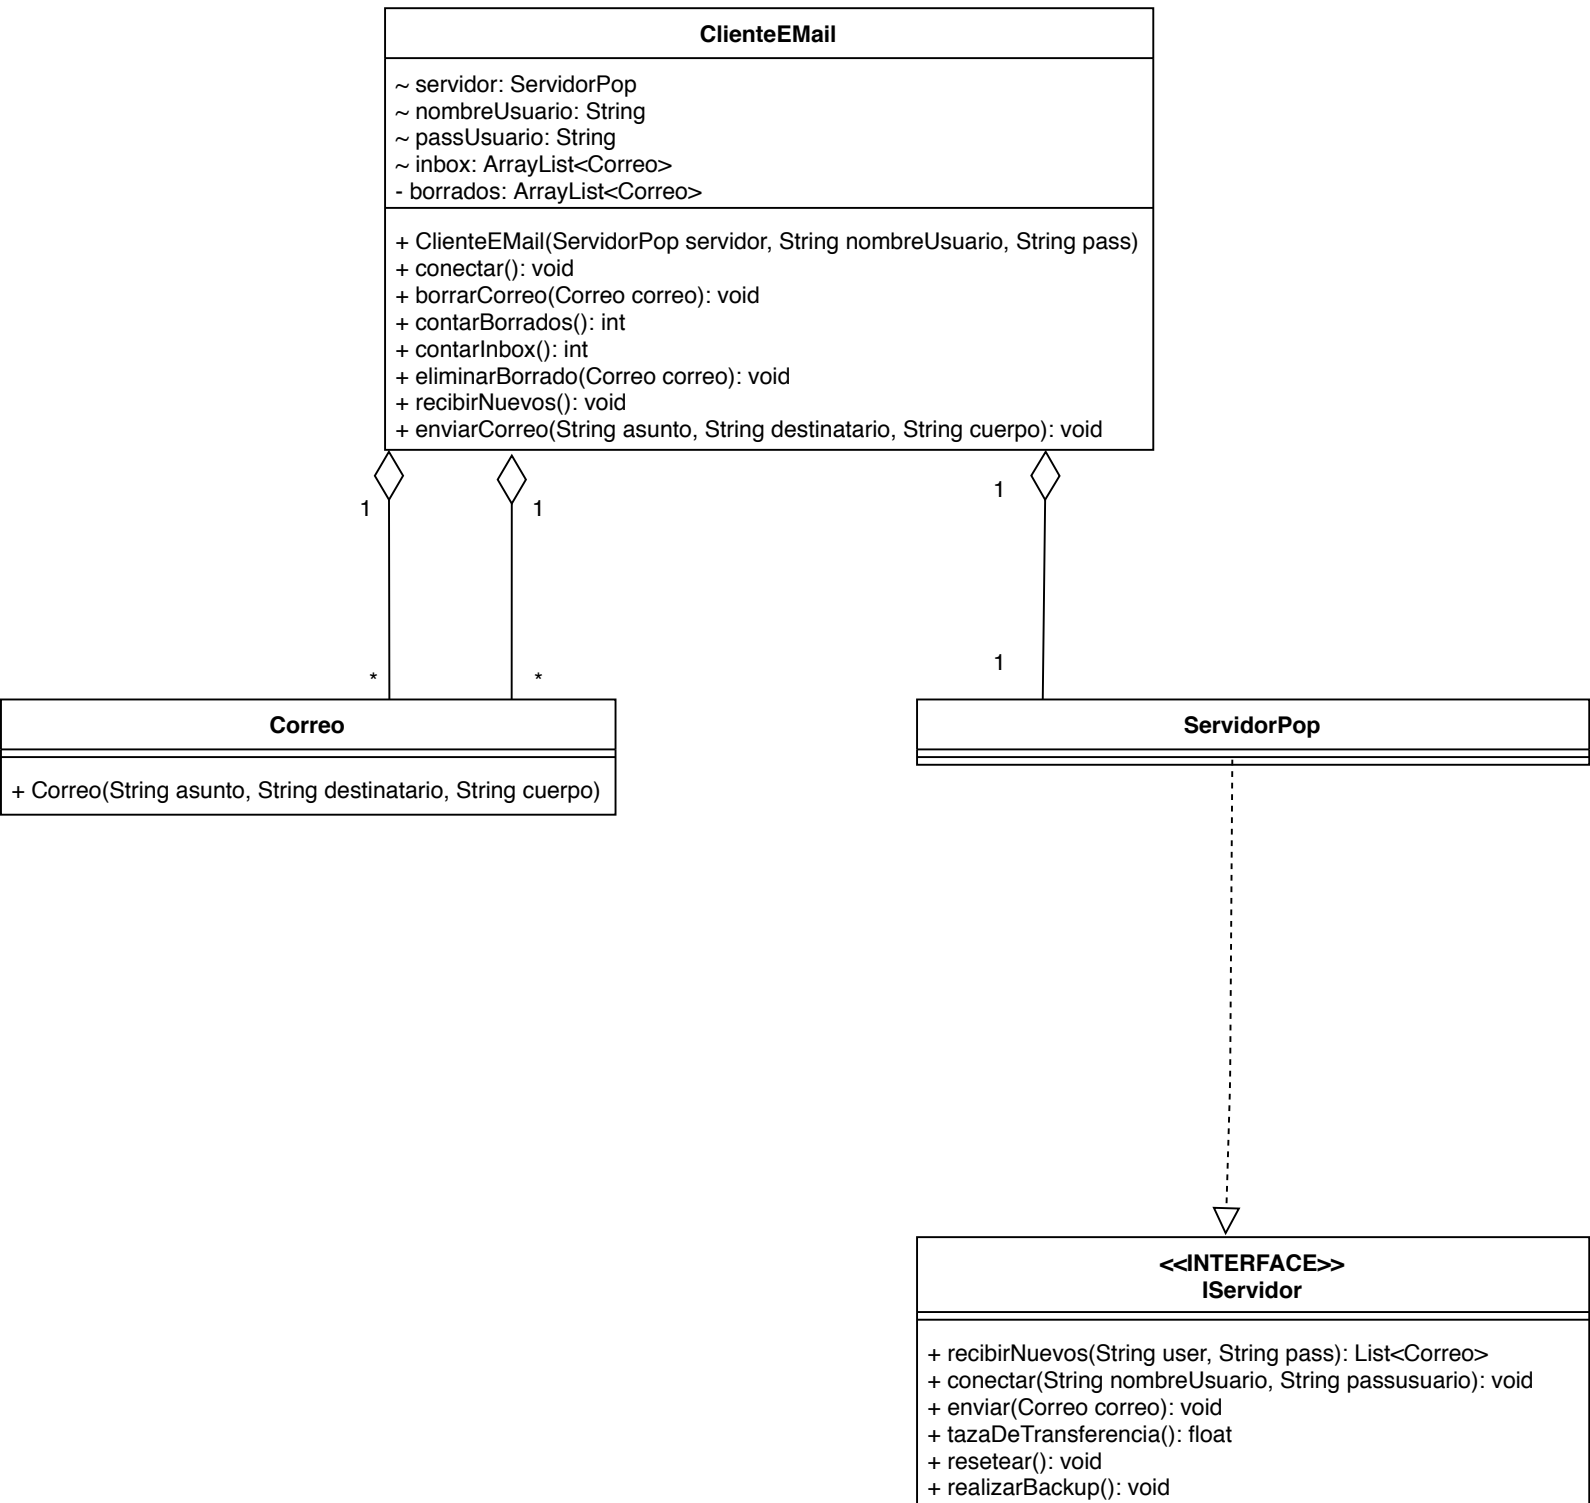 ClienteEMail
~ servidor: ServidorPop
~ nombreUsuario: String
~ passUsuario: String
~ inbox: ArrayList<Correo>
- borrados: ArrayList<Correo>
+ ClienteEMail(ServidorPop servidor, String nombreUsuario, String pass)
+ conectar(): void
+ borrarCorreo(Correo correo): void
+ contarBorrados(): int
+ contarInbox(): int
+ eliminarBorrado(Correo correo): void
+ recibirNuevos(): void
+ enviarCorreo(String asunto, String destinatario, String cuerpo): void
1
1
1
*
*
1
Correo
+ Correo(String asunto, String destinatario, String cuerpo)
ServidorPop
<<INTERFACE>>
IServidor
+ recibirNuevos(String user, String pass): List<Correo>
+ conectar(String nombreUsuario, String passusuario): void
+ enviar(Correo correo): void
+ tazaDeTransferencia(): float
+ resetear(): void
+ realizarBackup(): void